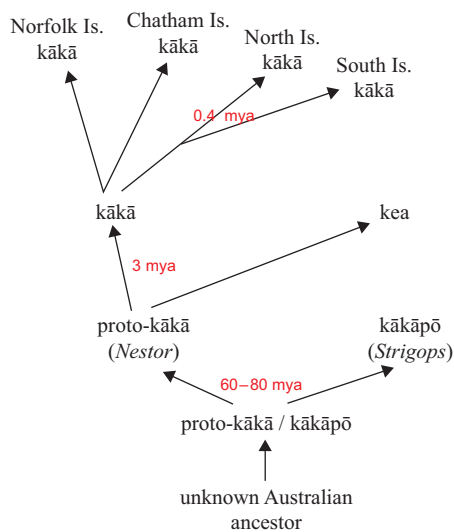 Norfolk Is.
kākā
Chatham Is.
kākā
North Is.
kākā
South Is.
kākā
0.4 mya
kākā
kea
3 mya
proto-kākā
(Nestor)
kākāpō
(Strigops)
60–80 mya
proto-kākā / kākāpō
unknown Australian
ancestor